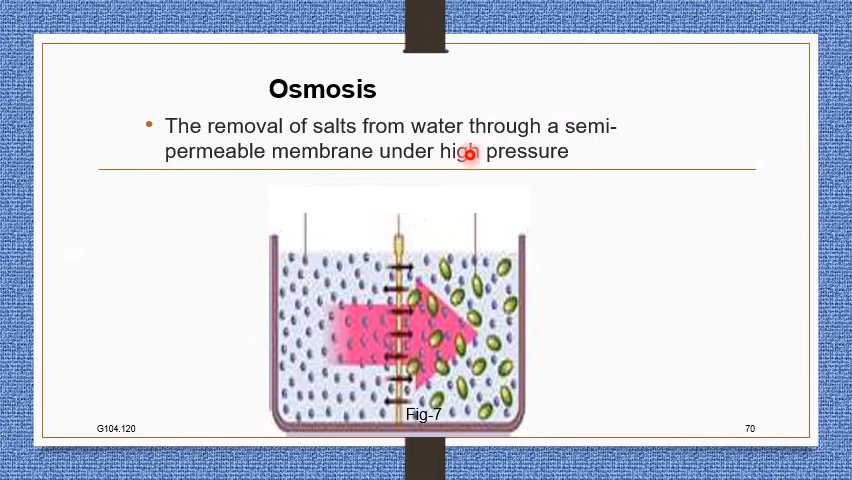 Osmosis
• The removal of salts from water through a semi-
permeable membrane under high pressure
Fig-7
G104.120
70